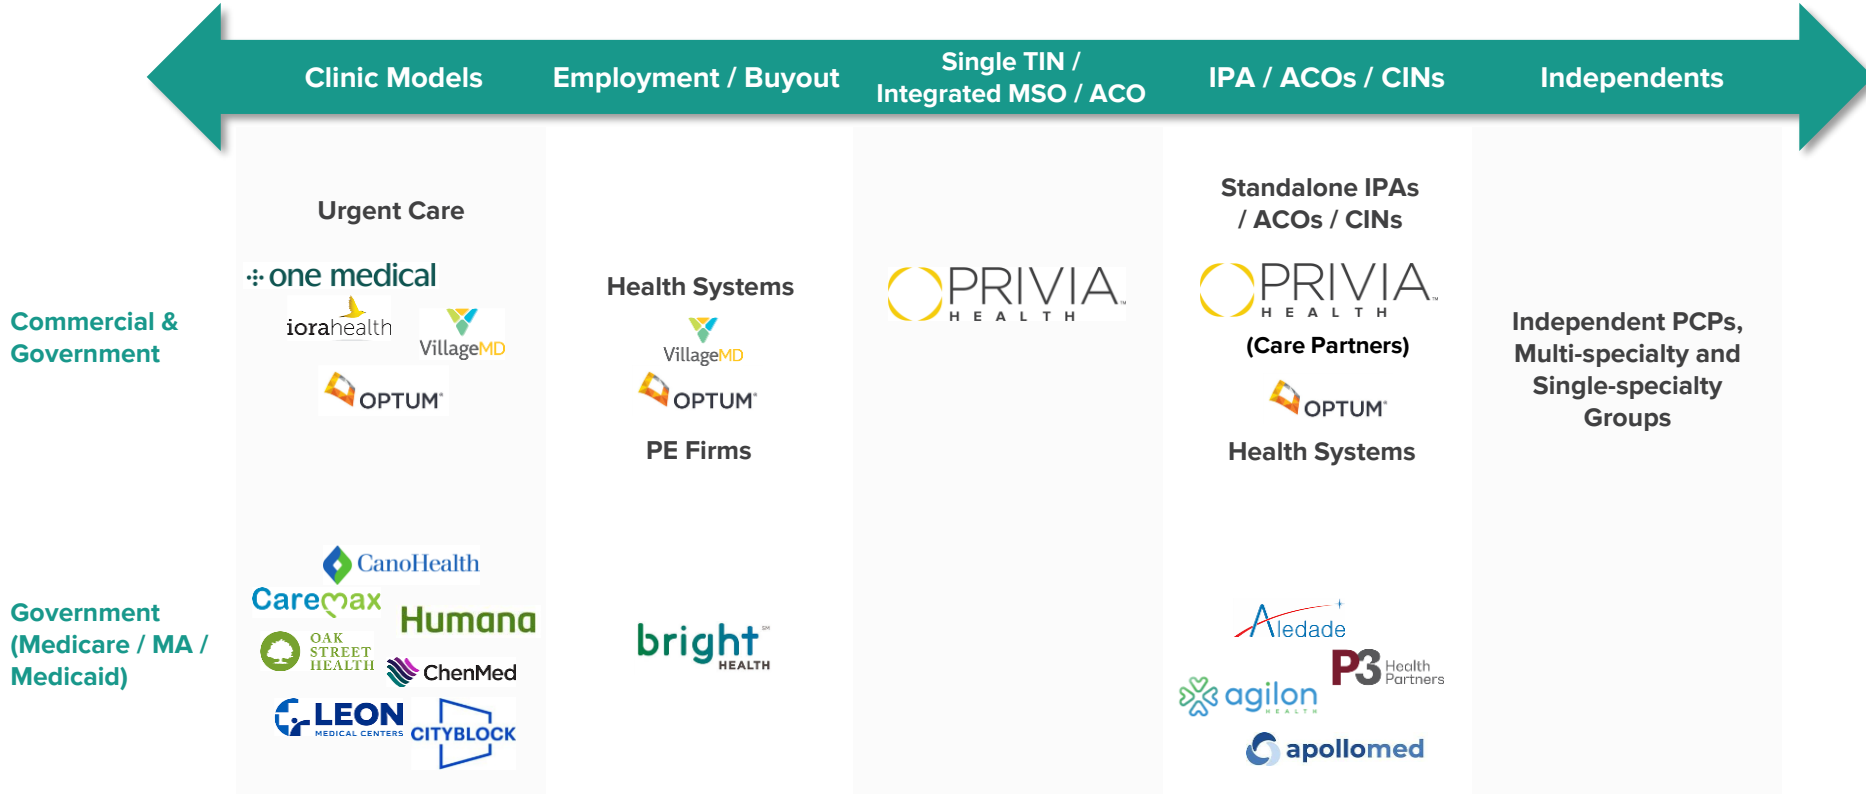 Clinic Models
Employment / Buyout
Single TIN /
Integrated MSO / ACO
IPA / ACOs / CINs
Independents
Commercial &
Government
Urgent Care
one medical
iorahealth
VillageMD
OPTUM®
Health Systems
VillageMD
OPTUM®
PE Firms
PRIVIA™
HEALTH
Standalone IPAs
/ ACOs / CINs
PRIVIA™
HEALTH
(Care Partners)
OPTUM®
Health Systems
Independent PCPs,
Multi-specialty and
Single-specialty
Groups
Government
(Medicare / MA /
Medicaid)
CanoHealth
Caremax
Humana
OAK
STREET
HEALTH
ChenMed
LEON
MEDICAL CENTERS
CITYBLOCK
bright℠
HEALTH
Aledade
P3 Health
Partners
agilon
HEALTH
apollomed